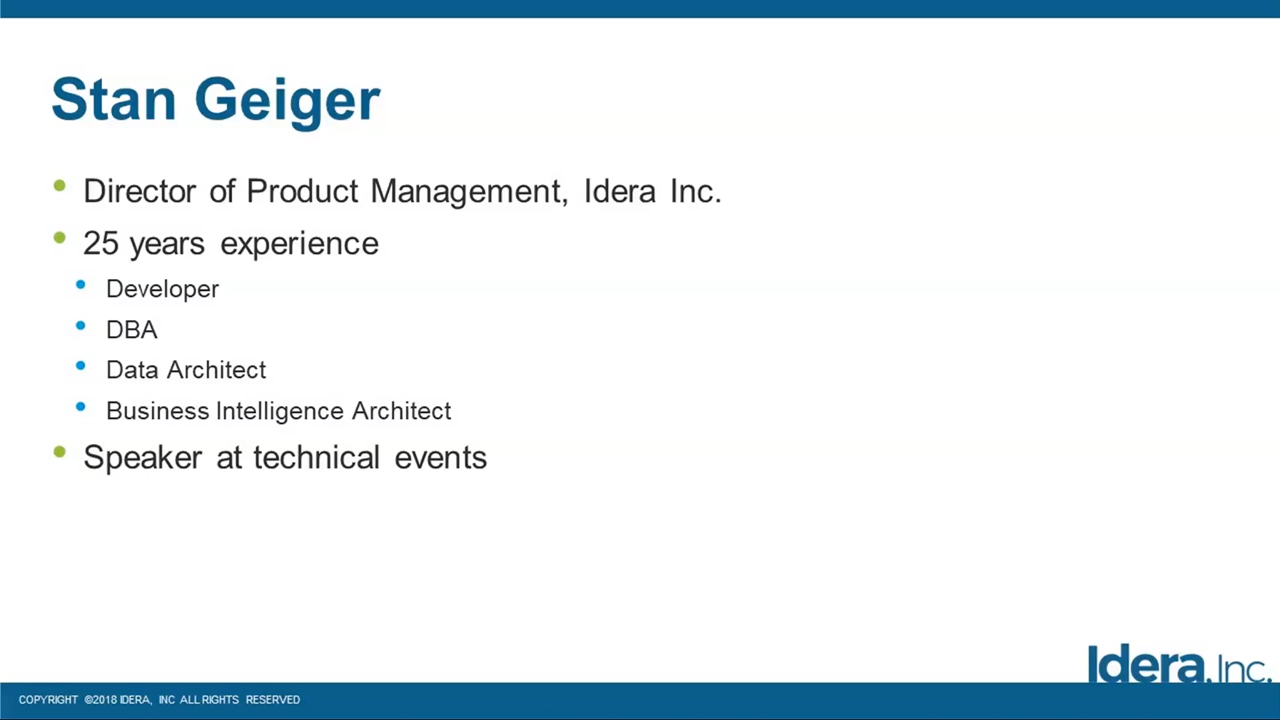 Stan Geiger
Director of Product Management, Idera Inc.
25 years experience
Developer
DBA
Data Architect
Business Intelligence Architect
Speaker at technical events
Idera, Inc.
COPYRIGHT ©2018 IDERA, INC ALL RIGHTS RESERVED